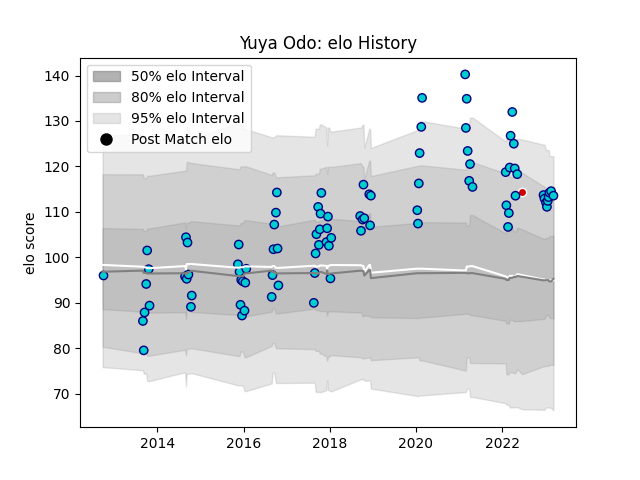 Yuya Odo: elo History
50% elo Interval
80% elo Interval
95% elo Interval
Post Match elo
elo score
140
130
120
110
100
90
80
70
2014
2016
2018
2020
2022